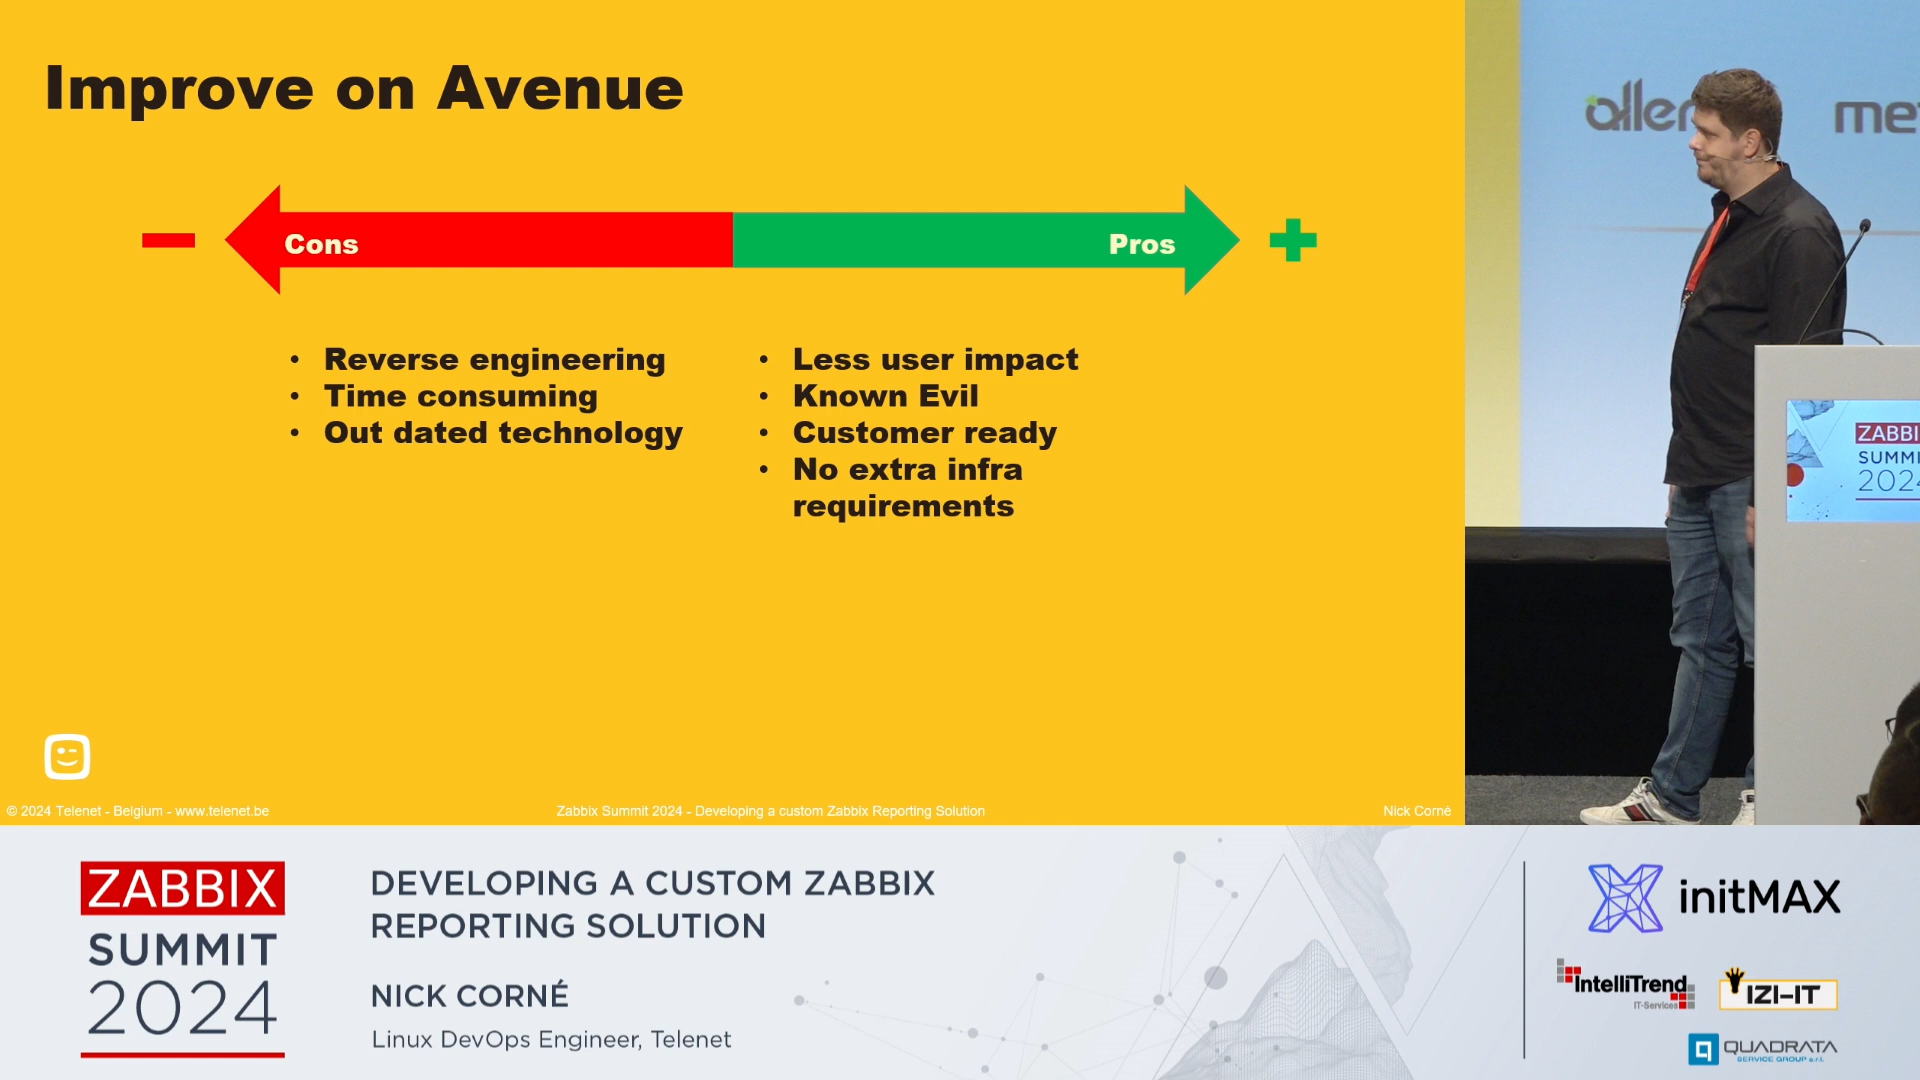 Improve on Avenue
Cons
Pros
• Reverse engineering
• Time consuming
• Out dated technology
• Less user impact
• Known Evil
• Customer ready
• No extra infra
requirements
© 2024 Telenet - Belgium - www.telenet.be
Zabbix Summit 2024 - Developing a custom Zabbix Reporting Solution
Nick Corné
ZABBIX
SUMMIT
2024
DEVELOPING A CUSTOM ZABBIX
REPORTING SOLUTION
NICK CORNÉ
Linux DevOps Engineer, Telenet
initMAX
IntelliTrend
IT-Services
IZI-IT
QUADRATA
SERVICE GROUP s.r.l.